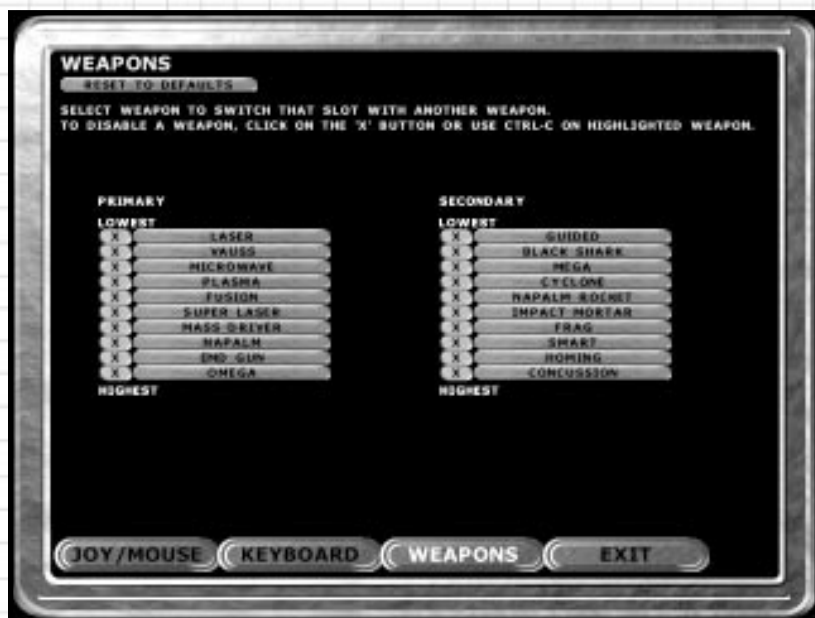 WEAPONS
RESET TO DEFAULTS
SELECT WEAPON TO SWITCH THAT SLOT WITH ANOTHER WEAPON.
TO DISABLE A WEAPON, CLICK ON THE 'X' BUTTON OR USE CTRL-C ON HIGHLIGHTED WEAPON.
PRIMARY SECONDARY
LOWEST LOWEST
X LASER X GUIDED
X VAUSS X BLACK SHARK
X MICROWAVE X MEGA
X PLASMA X CYCLONE
X FUSION X NAPALM ROCKET
X SUPER LASER X IMPACT MORTAR
X MASS DRIVER X FRAG
X NAPALM X SMART
X EMD GUN X HOMING
X OMEGA X CONCUSSION
HIGHEST HIGHEST
JOY/MOUSE KEYBOARD WEAPONS EXIT